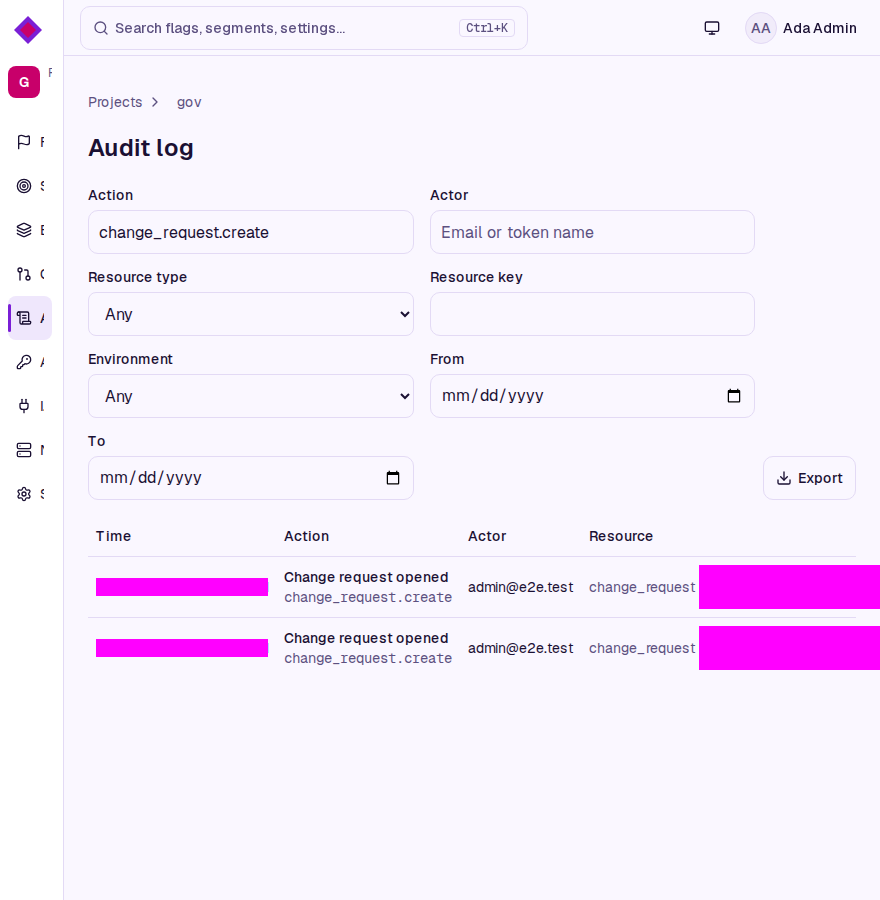 Search flags, segments, settings...
Ctrl+K
AA
Ada Admin
G
Projects
gov
Audit log
Action
Actor
change_request.create
Email or token name
Resource type
Resource key
Any
Environment
From
Any
mm/dd/yyyy
To
mm/dd/yyyy
Export
Time
Action
Actor
Resource
Change request opened
change_request.create
admin@e2e.test
change_request
Change request opened
change_request.create
admin@e2e.test
change_request